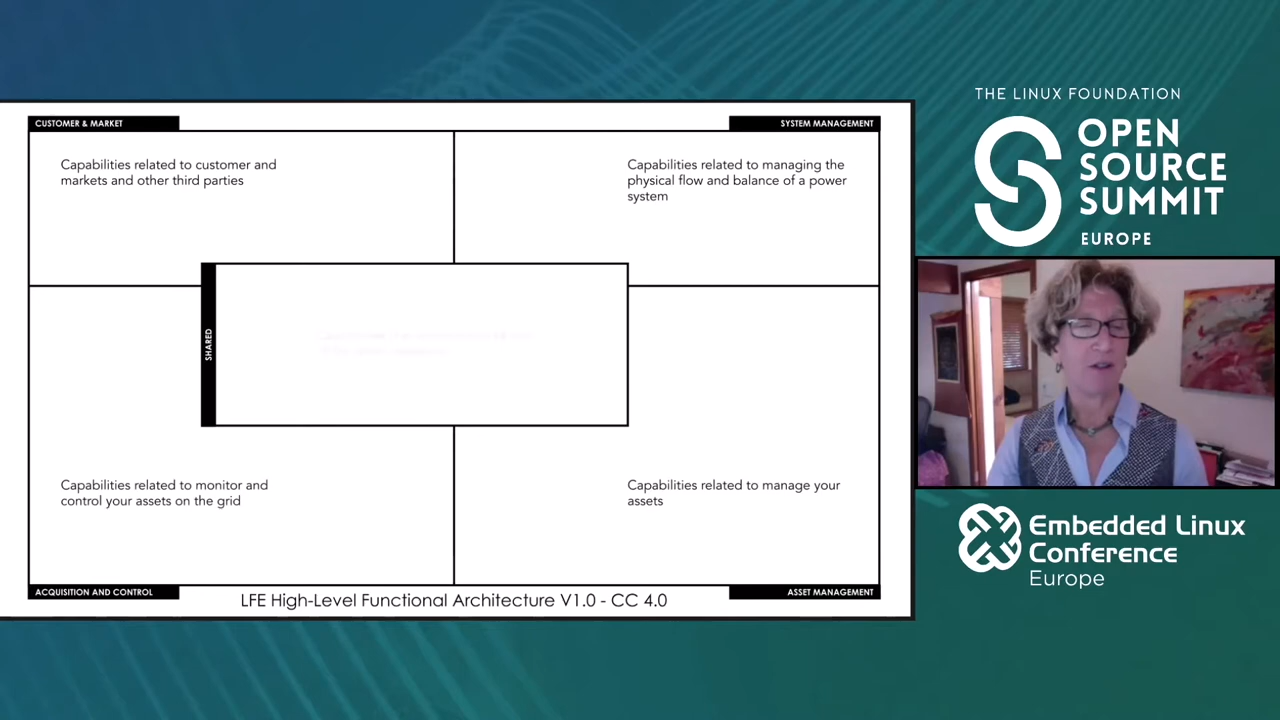 CUSTOMER & MARKET
SYSTEM MANAGEMENT
Capabilities related to customer and
markets and other third parties
Capabilities related to managing the
physical flow and balance of a power
system
SHARED
Capabilities related to monitor and
control your assets on the grid
Capabilities related to manage your
assets
ACQUISITION AND CONTROL
ASSET MANAGEMENT
LFE High-Level Functional Architecture V1.0 - CC 4.0
THE LINUX FOUNDATION
OPEN
SOURCE
SUMMIT
EUROPE
Embedded Linux
Conference
Europe